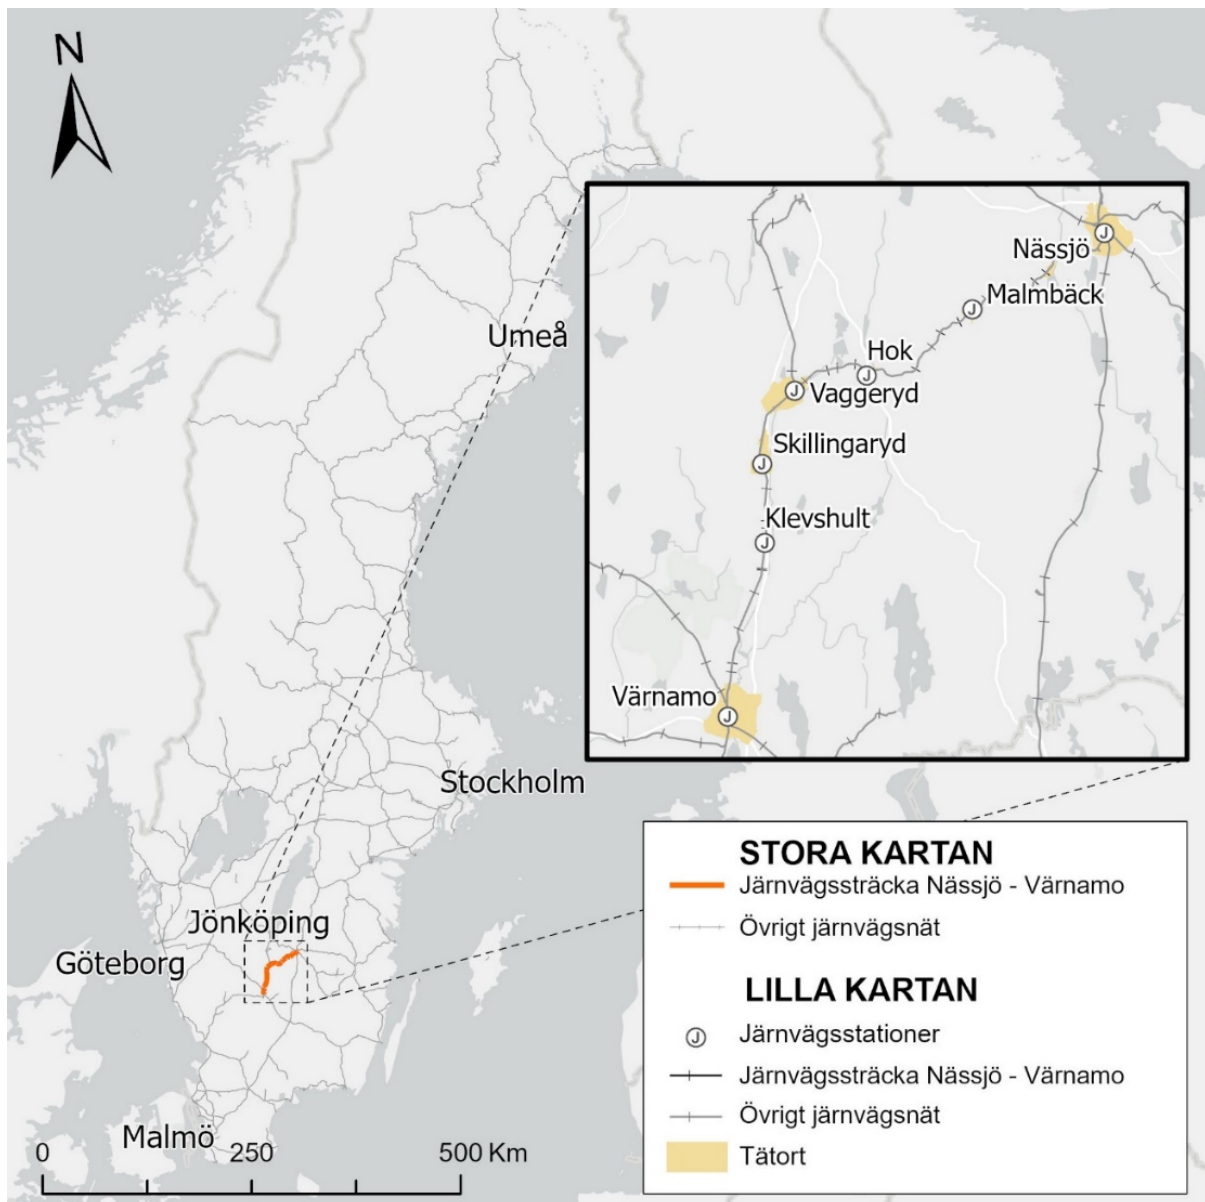 N
Umeå
Stockholm
Jönköping
Göteborg
Malmö
0 250 500 Km
Nässjö
J
Malmbäck
J
Hok
J
Vaggeryd
J
Skillingaryd
J
Klevshult
J
Värnamo
J
STORA KARTAN
Järnvägssträcka Nässjö - Värnamo
Övrigt järnvägsnät
LILLA KARTAN
J Järnvägsstationer
Järnvägssträcka Nässjö - Värnamo
Övrigt järnvägsnät
Tätort